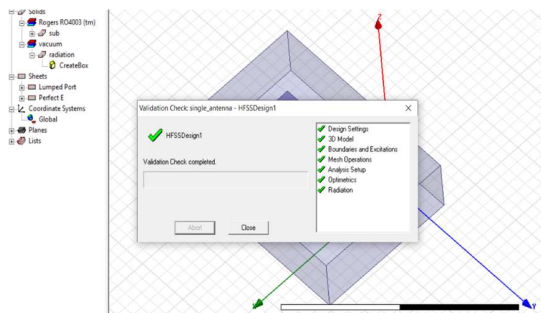 Solids
Rogers RO4003 (tm)
sub
vacuum
radiation
CreateBox
Sheets
Lumped Port
Perfect E
Coordinate Systems
Global
Planes
Lists
Z
Validation Check: single_antenna - HFSSDesign1
HFSSDesign1
Validation Check completed.
Abort
Close
Design Settings
3D Model
Boundaries and Excitations
Mesh Operations
Analysis Setup
Optimetrics
Radiation
Y